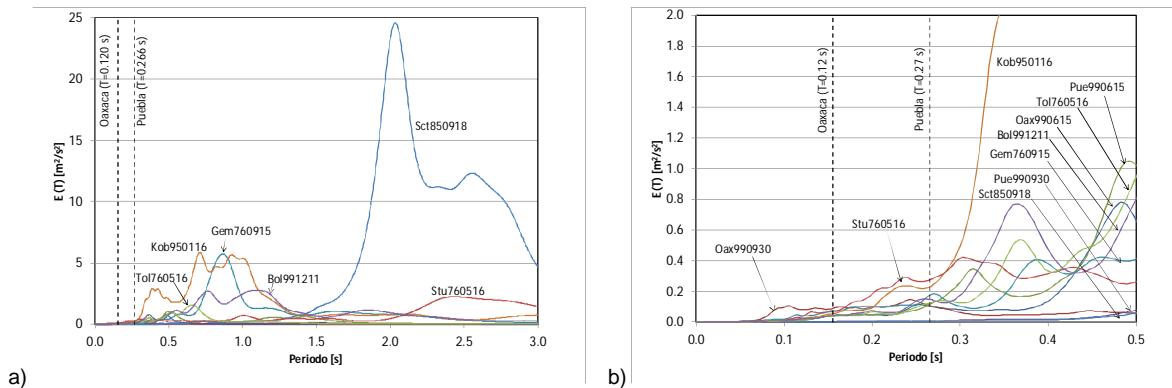 25
20
15
10
5
0
E (T) [m²/s²]
0.0 0.5 1.0 1.5 2.0 2.5 3.0
Periodo [s]
Oaxaca (T=0.120 s)
Puebla (T=0.266 s)
Sct850918
Gem760915
Kob950116
Tol760516
Bol991211
Stu760516
a)
2.0
1.8
1.6
1.4
1.2
1.0
0.8
0.6
0.4
0.2
0.0
E (T) [m²/s²]
0.0 0.1 0.2 0.3 0.4 0.5
Periodo [s]
Oaxaca (T=0.12 s)
Puebla (T=0.27 s)
Kob950116
Pue990615
Tol760516
Oax990615
Bol991211
Gem760915
Pue990930
Sct850918
Stu760516
Oax990930
b)